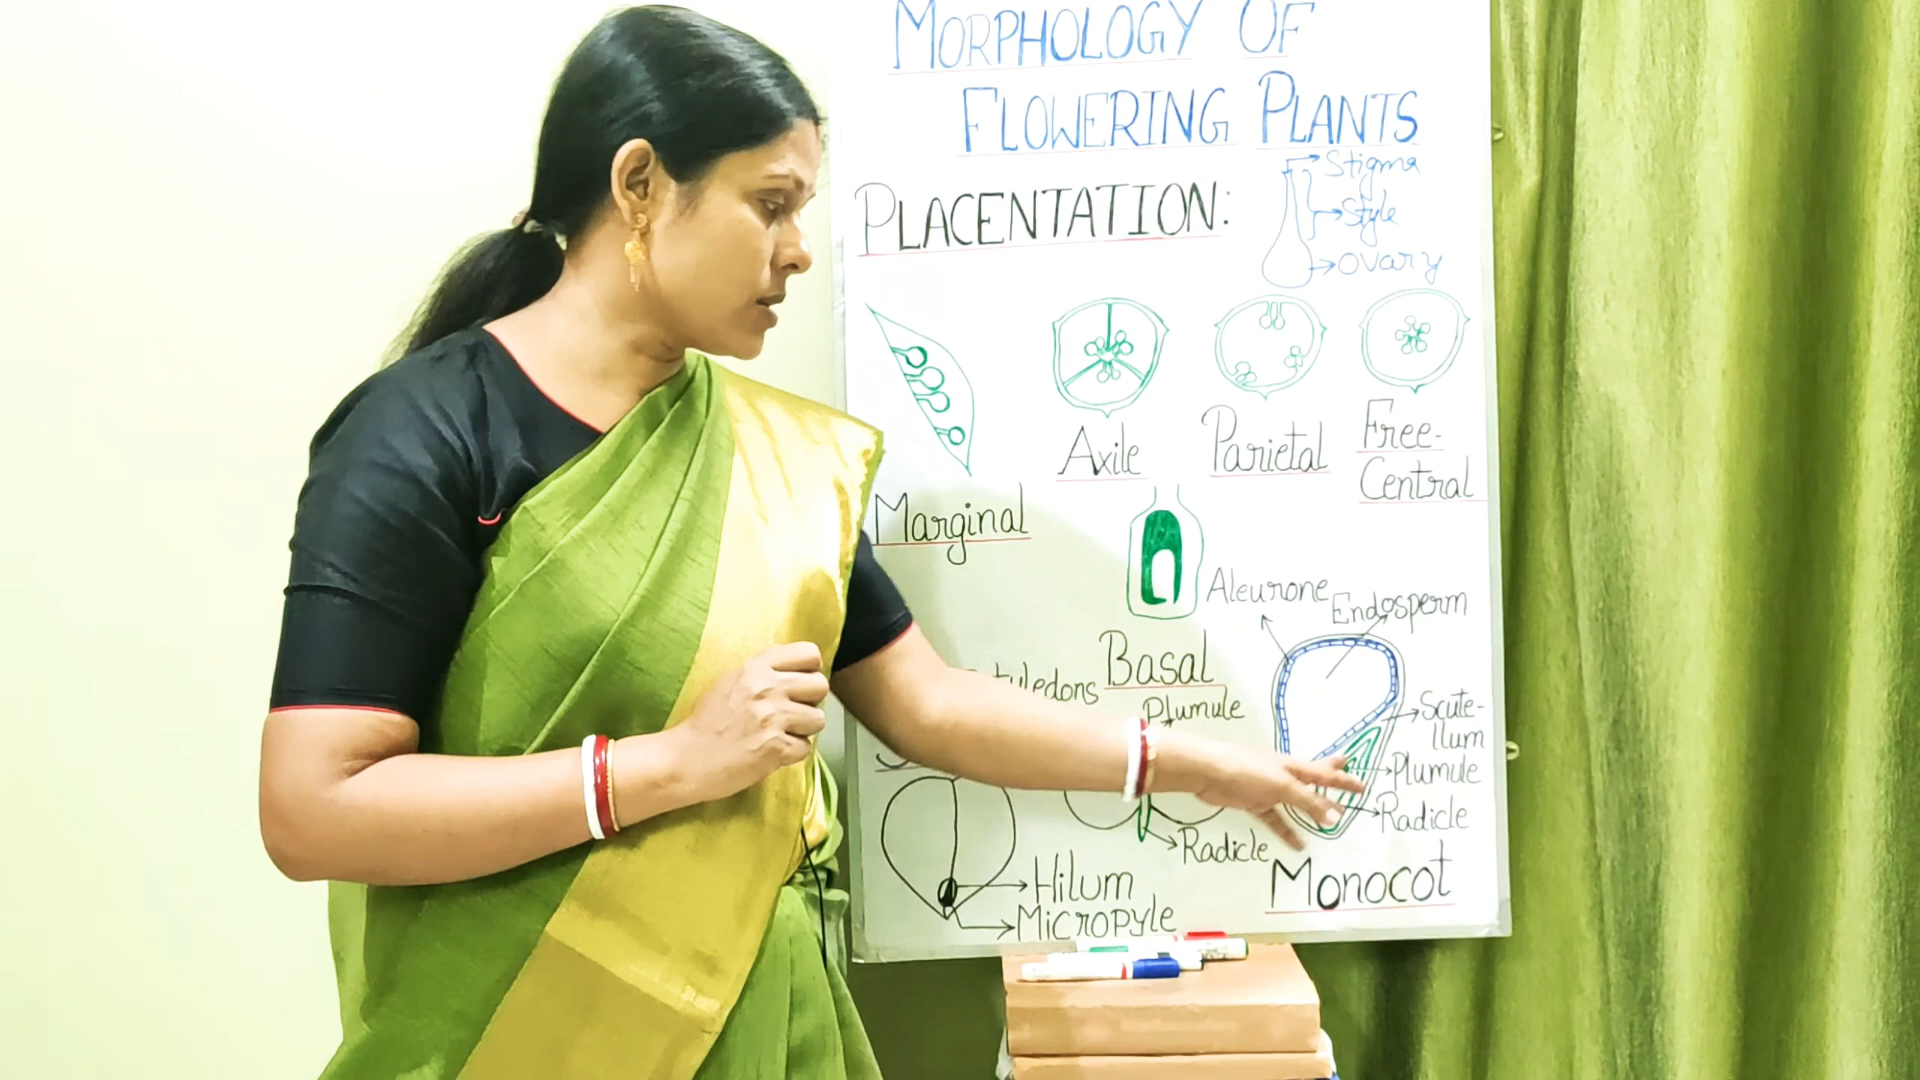 MORPHOLOGY OF
FLOWERING PLANTS
PLACENTATION:
Stigma
Style
Ovary
Marginal
Axile
Parietal
Free-
Central
Basal
Aleurone
Endosperm
Scute-
llum
Plumule
Radicle
Monocot
Plumule
Radicle
Hilum
MICROPYLE